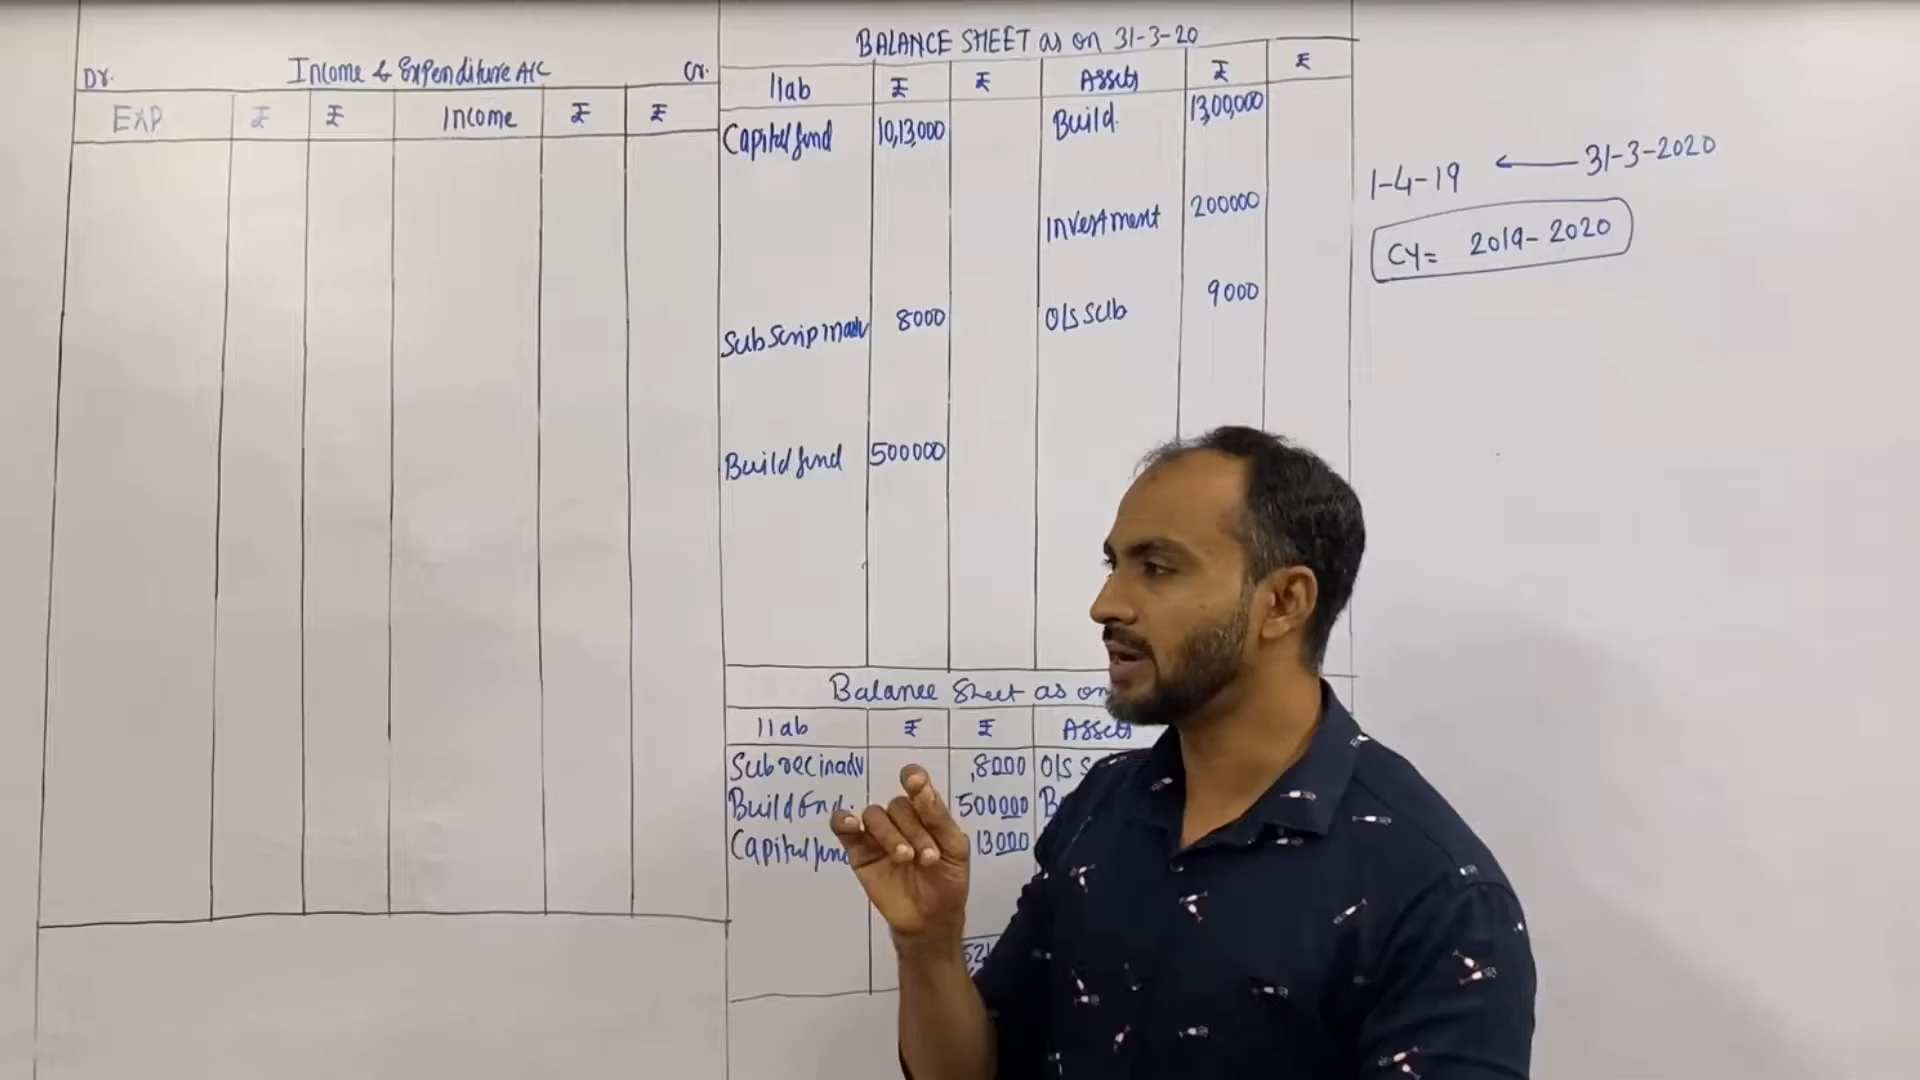 Dr. Income & Expenditure A/C Cr.
EXP ₹ ₹ Income ₹ ₹
BALANCE SHEET as on 31-3-20
liab ₹ ₹ Assets ₹ ₹
Capital fund 10,13,000 Build. 13,00,000
Investment 200000
Subscrip in adv 8000 O/s sub 9000
Build fund 500000
Balance Sheet as on
liab ₹ ₹ Assets
Sub rec in adv 8000 O/s s
Build Fnd. 500000 B
Capital fund 13000
521
1-4-19 ← 31-3-2020
CY= 2019-2020